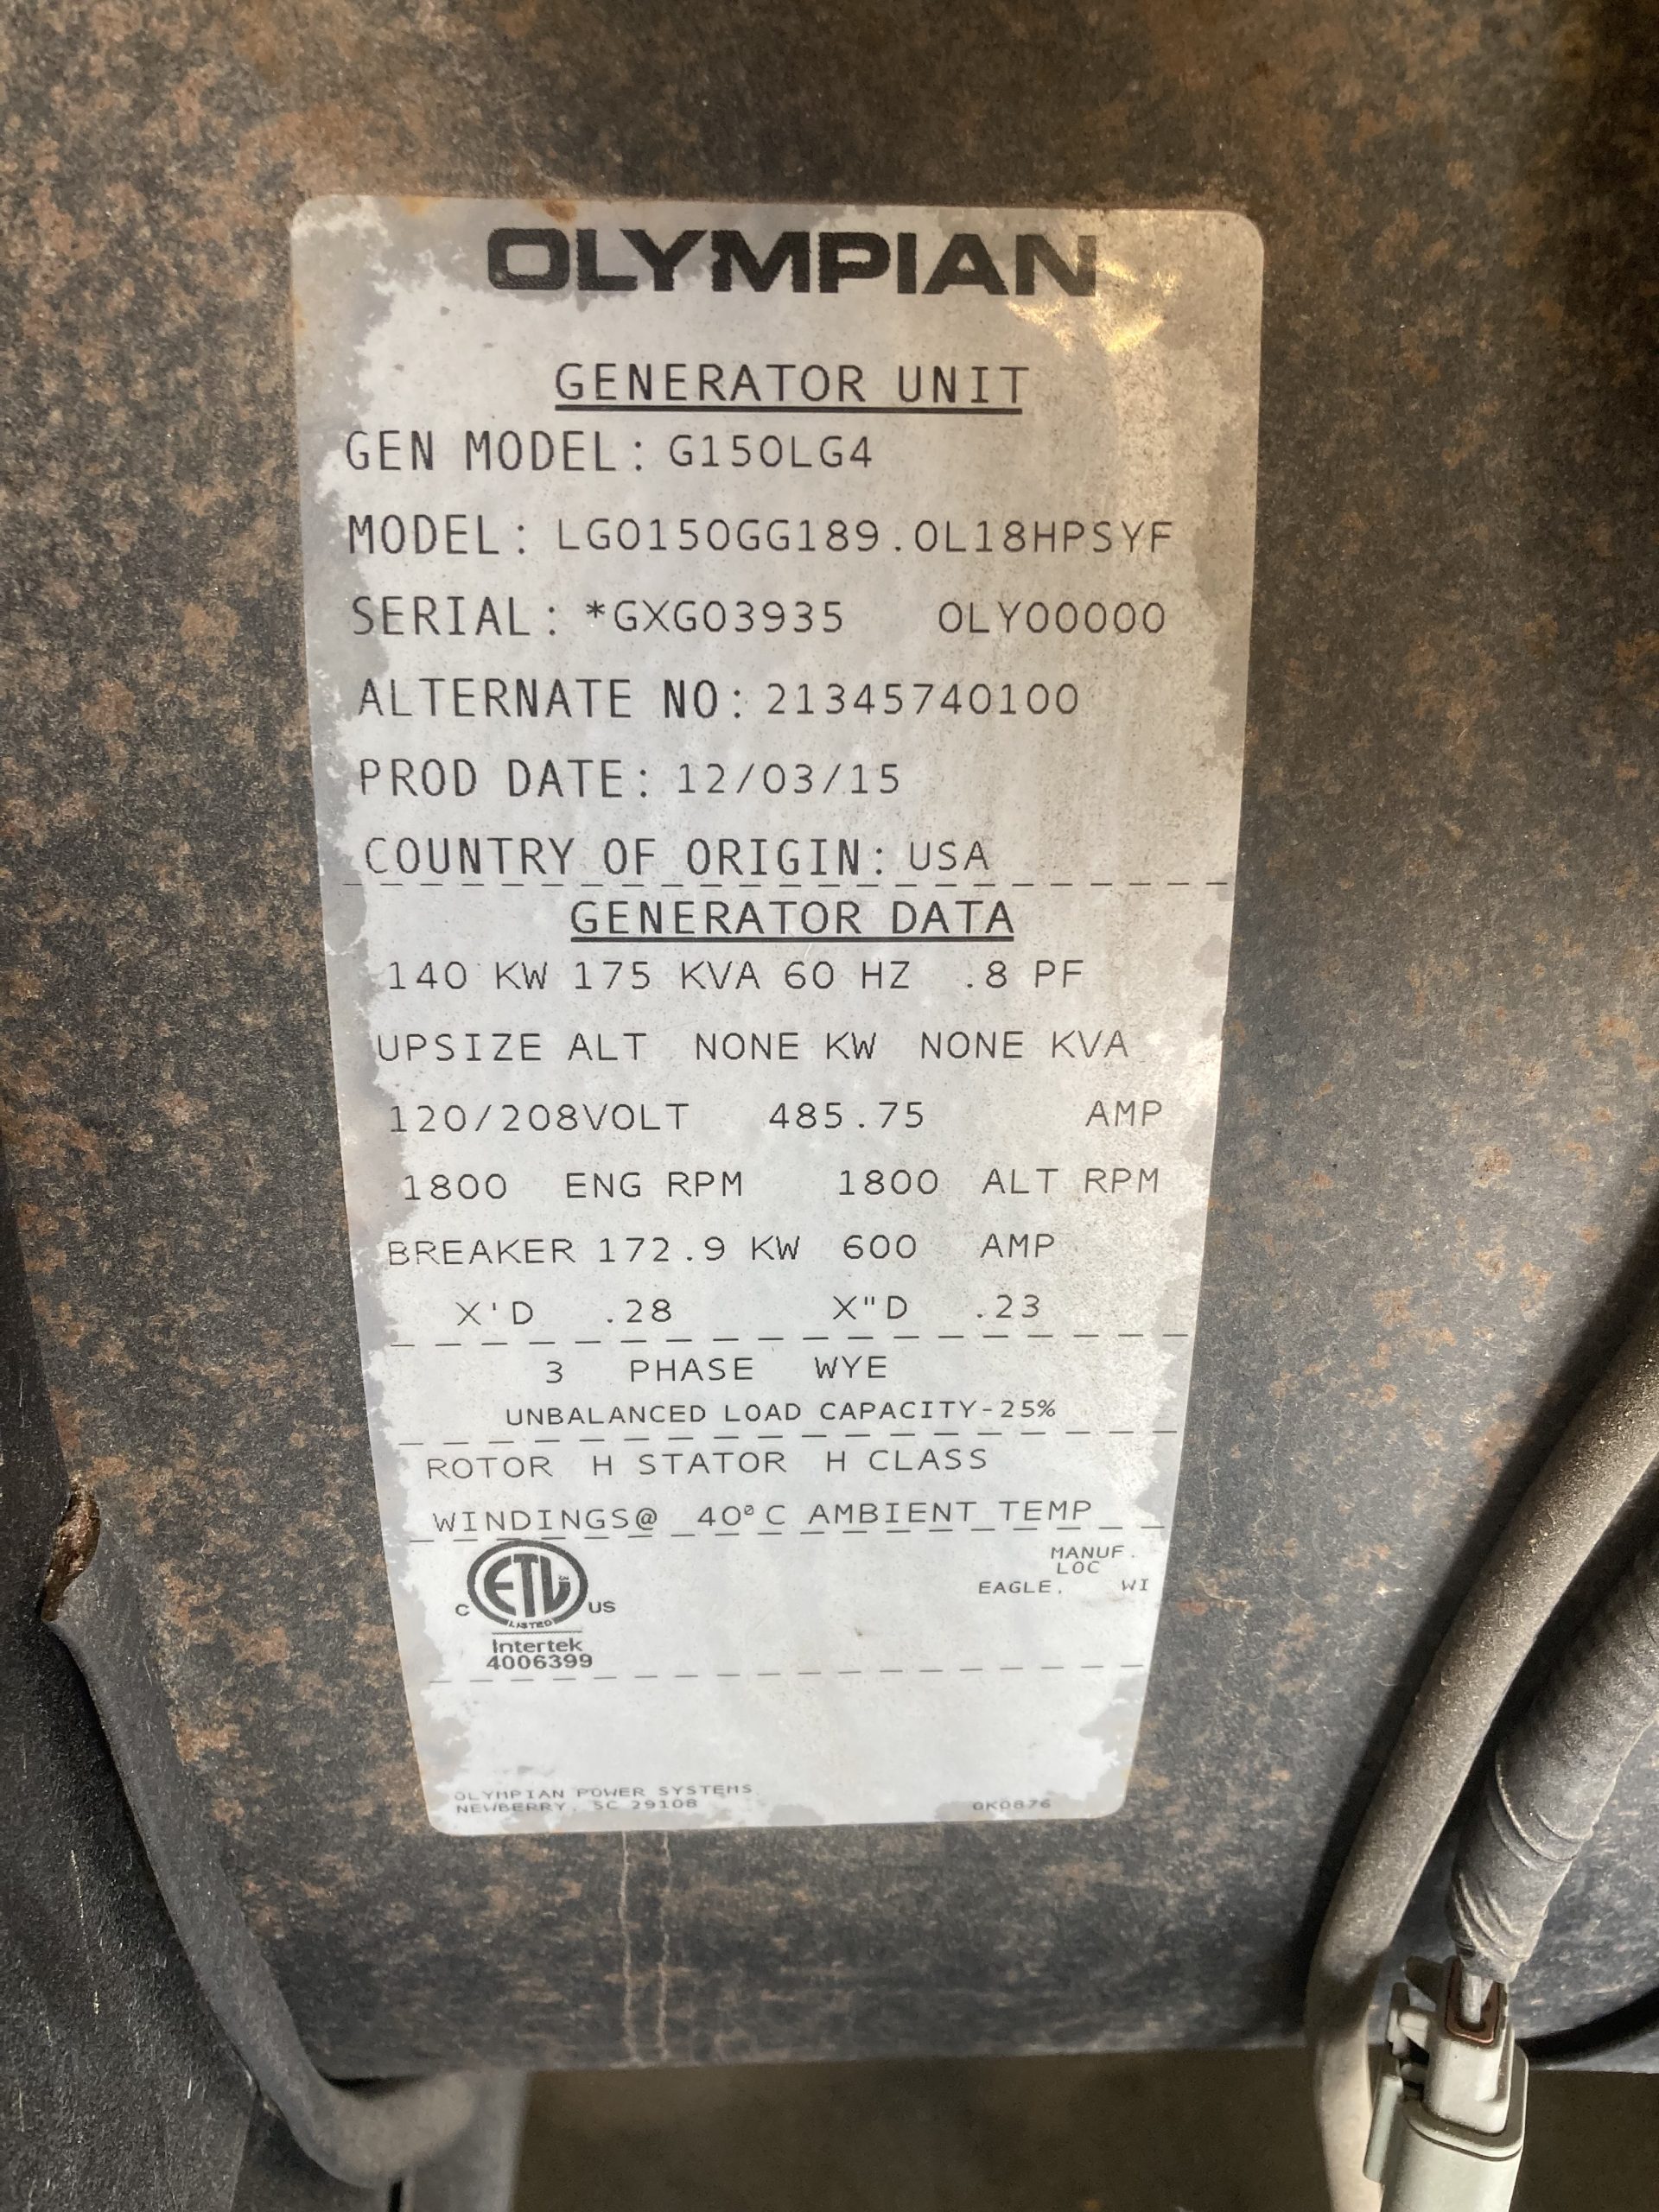 OLYMPIAN
GENERATOR UNIT
GEN MODEL: G150LG4
MODEL: LG0150GG189.0L18HPSYF
SERIAL: *GXG03935 OLY00000
ALTERNATE NO: 21345740100
PROD DATE: 12/03/15
COUNTRY OF ORIGIN: USA
GENERATOR DATA
140 KW 175 KVA 60 HZ .8 PF
UPSIZE ALT NONE KW NONE KVA
120/208VOLT 485.75 AMP
1800 ENG RPM 1800 ALT RPM
BREAKER 172.9 KW 600 AMP
X'D .28 X"D .23
3 PHASE WYE
UNBALANCED LOAD CAPACITY-25%
ROTOR H STATOR H CLASS
WINDINGS@ 40°C AMBIENT TEMP
C ETL US
LISTED
Intertek
4006399
MANUF.
LOC
EAGLE, WI
OLYMPIAN POWER SYSTEMS
NEWBERRY, SC 29108
0K0876